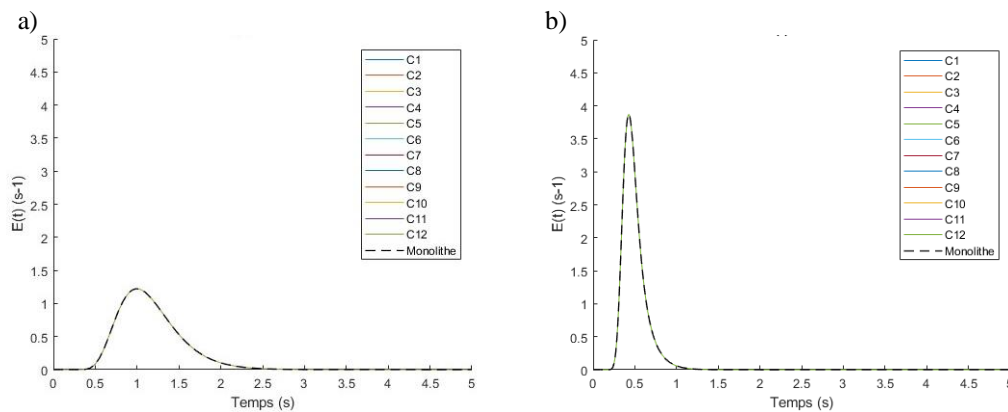 a)
5
4.5
4
3.5
3
2.5
2
1.5
1
0.5
0
E(t) (s-1)
0 0.5 1 1.5 2 2.5 3 3.5 4 4.5 5
Temps (s)
C1
C2
C3
C4
C5
C6
C7
C8
C9
C10
C11
C12
Monolithe
b)
5
4.5
4
3.5
3
2.5
2
1.5
1
0.5
0
E(t) (s-1)
0 0.5 1 1.5 2 2.5 3 3.5 4 4.5 5
Temps (s)
C1
C2
C3
C4
C5
C6
C7
C8
C9
C10
C11
C12
Monolithe